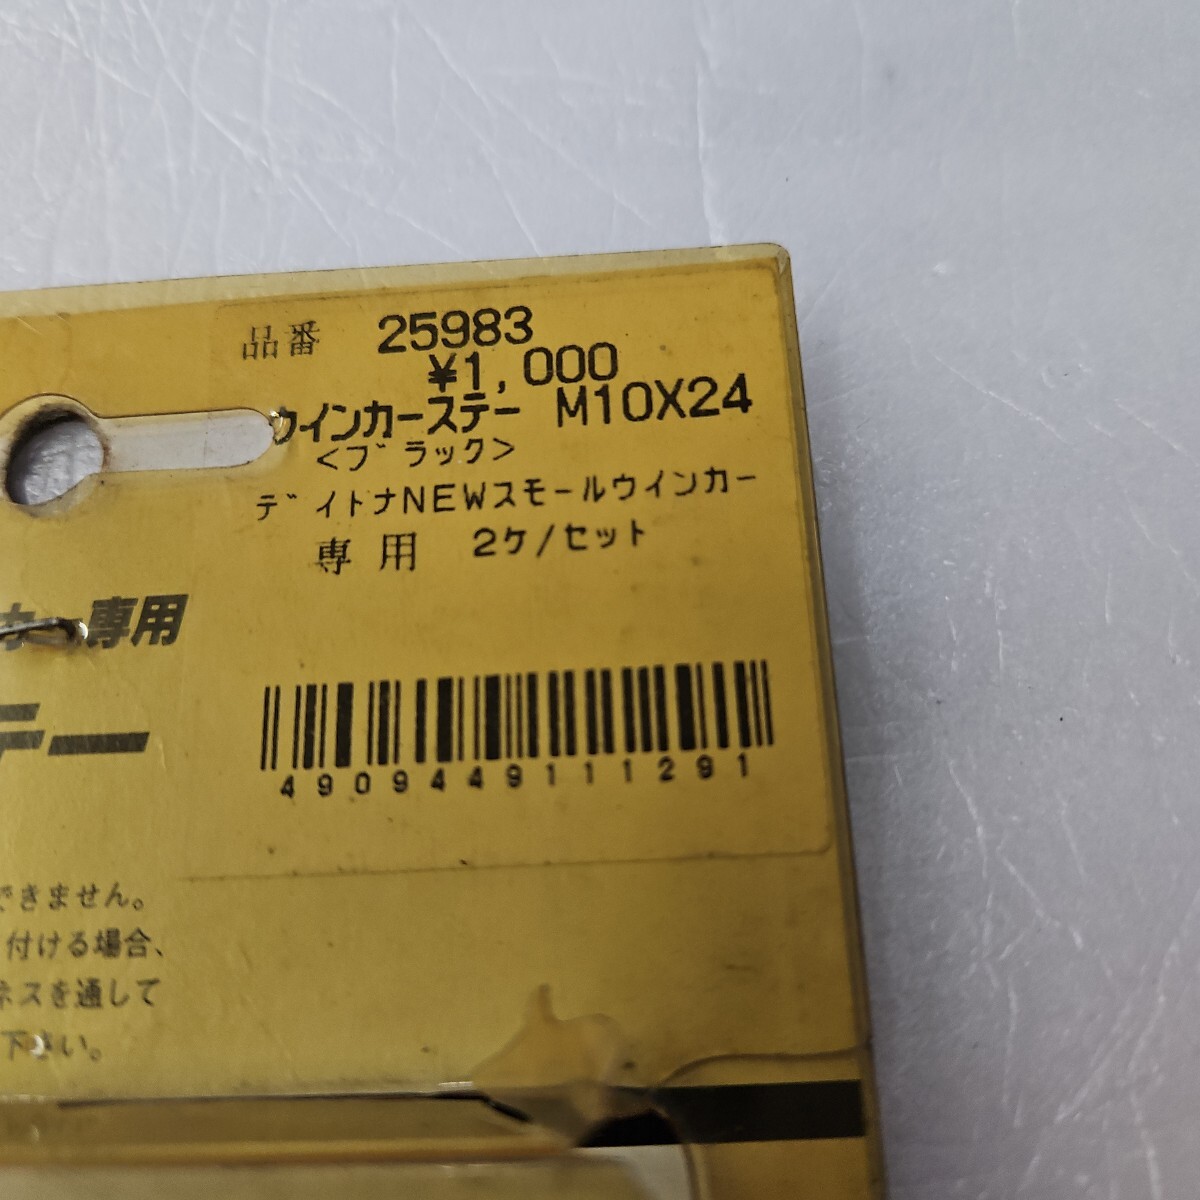 品番 25983
¥1,000
ウインカーステー M10X24
<ブラック>
デイトナNEWスモールウインカー
専用 2ケ/セット
カー専用
テー
4909449111291
できません。
付ける場合、
ネスを通して
下さい。